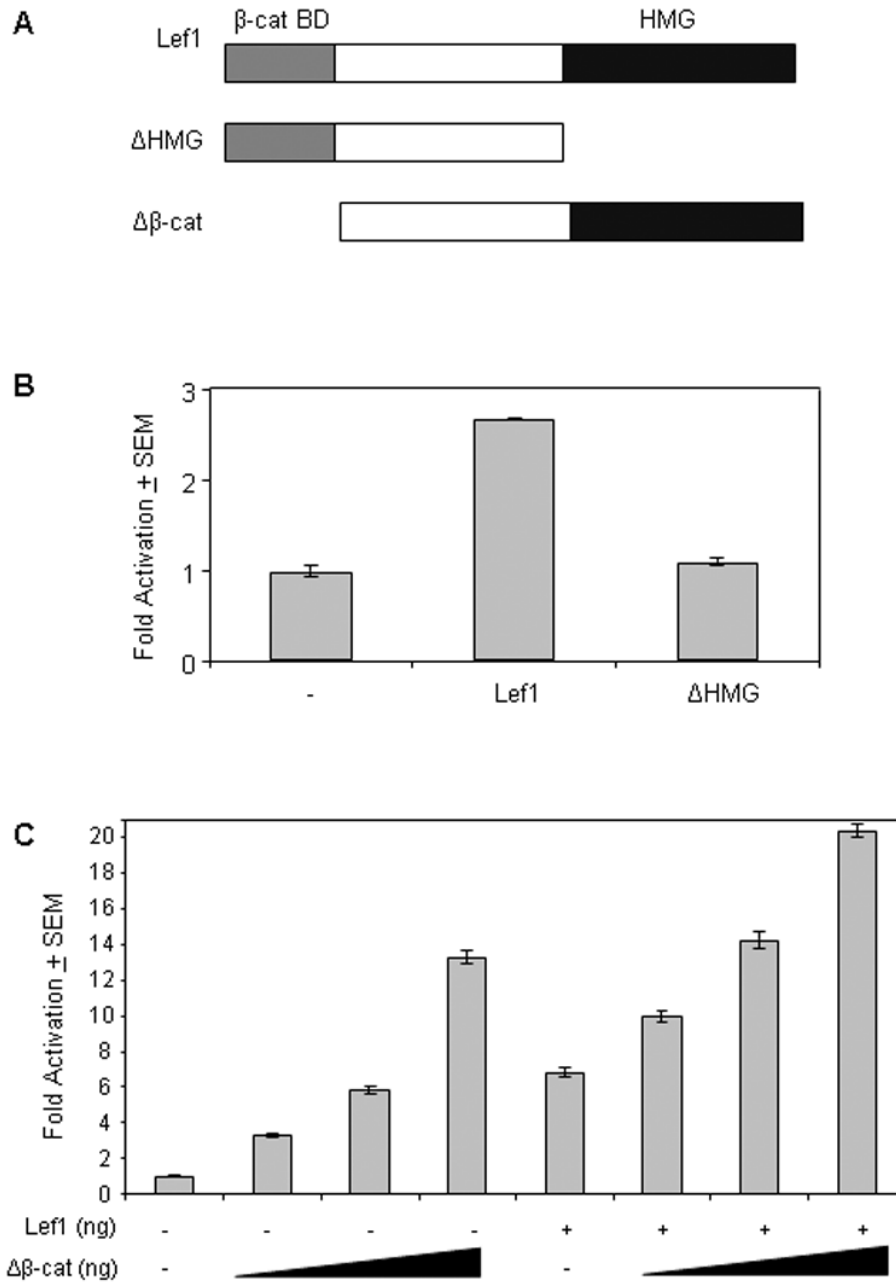 A
β-cat BD HMG
Lef1
ΔHMG
Δβ-cat
B
Fold Activation ± SEM
3
2
1
0
- Lef1 ΔHMG
C
Fold Activation ± SEM
20
18
16
14
12
10
8
6
4
2
0
Lef1 (ng) - - - - + + + +
Δβ-cat (ng) - -